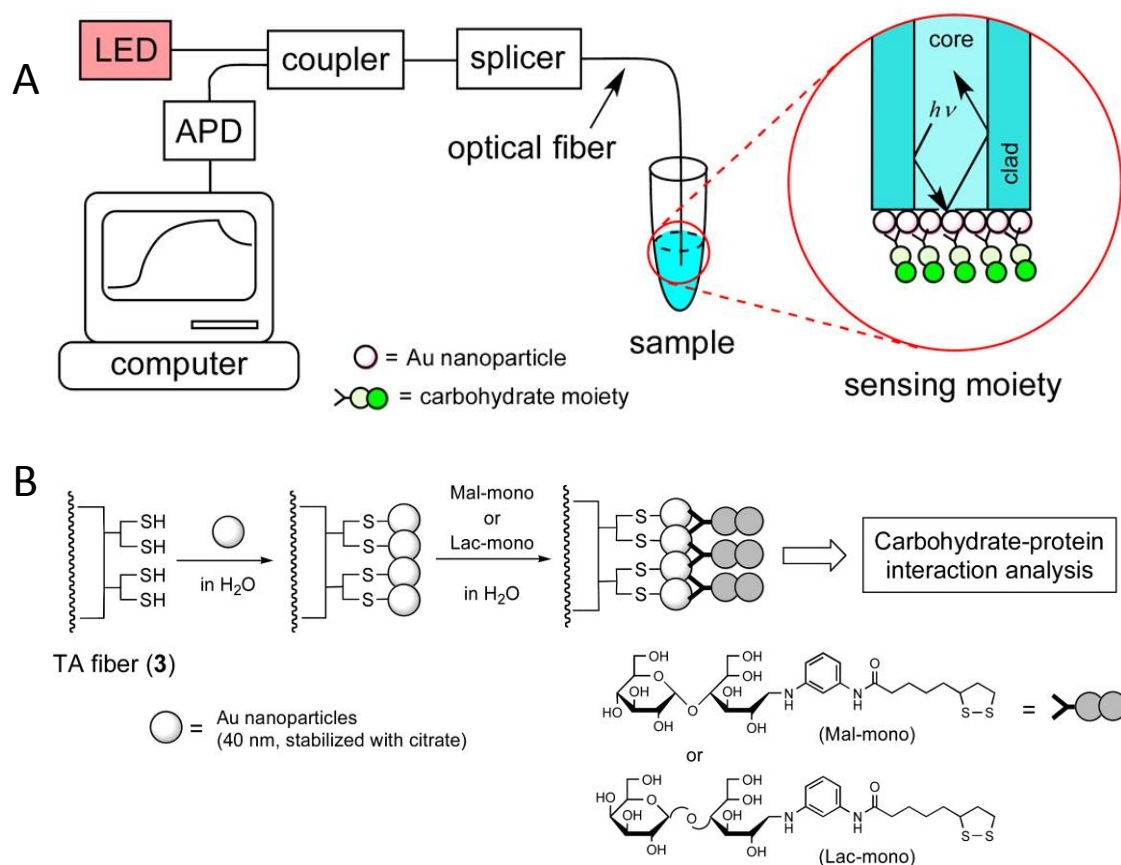 A
LED
coupler
splicer
APD
optical fiber
computer
sample
core
hν
clad
sensing moiety
= Au nanoparticle
= carbohydrate moiety
B
SH
SH
SH
SH
in H₂O
S
S
S
S
Mal-mono
or
Lac-mono
in H₂O
S
S
S
S
Carbohydrate-protein
interaction analysis
TA fiber (3)
= Au nanoparticles
(40 nm, stabilized with citrate)
OH
O
HO
HO
OH
O
OH
OH
OH
OH
N
H
N
H
O
S-S
(Mal-mono)
=
or
OH
HO
O
HO
OH
O
OH
OH
OH
OH
N
H
N
H
O
S-S
(Lac-mono)